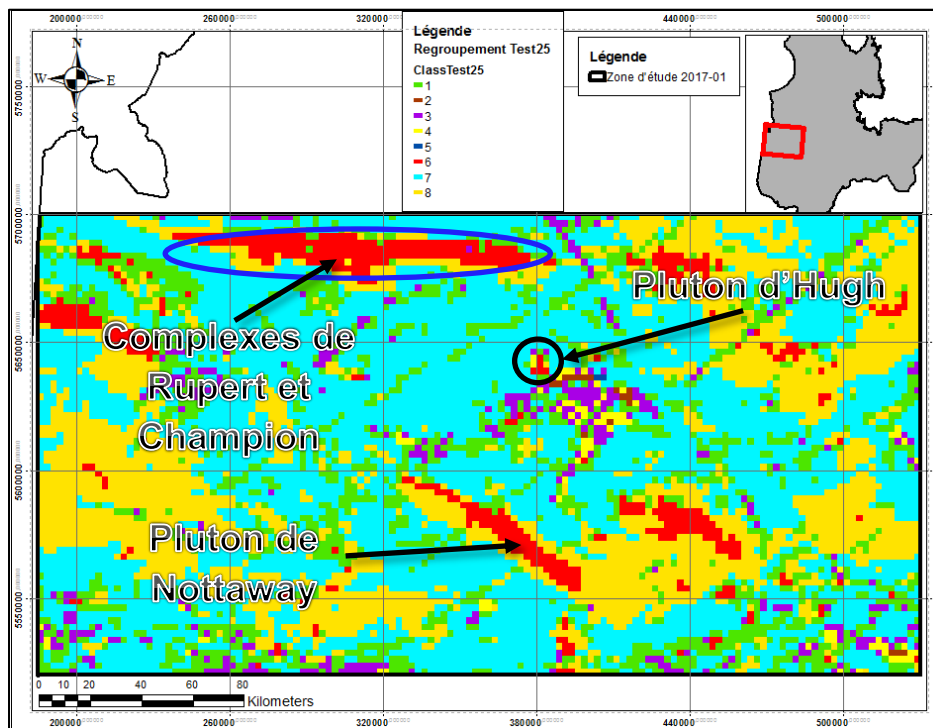 200000 260000 320000 440000 500000
Légende
Regroupement Test25
ClassTest25
1
2
3
4
5
6
7
8
Légende
Zone d'étude 2017-01
N
W E
S
5750000
5700000
5650000
5600000
5550000
Complexes de
Rupert et
Champion
Pluton d'Hugh
Pluton de
Nottaway
0 10 20 40 60 80
Kilometers
200000 260000 320000 380000 440000 500000